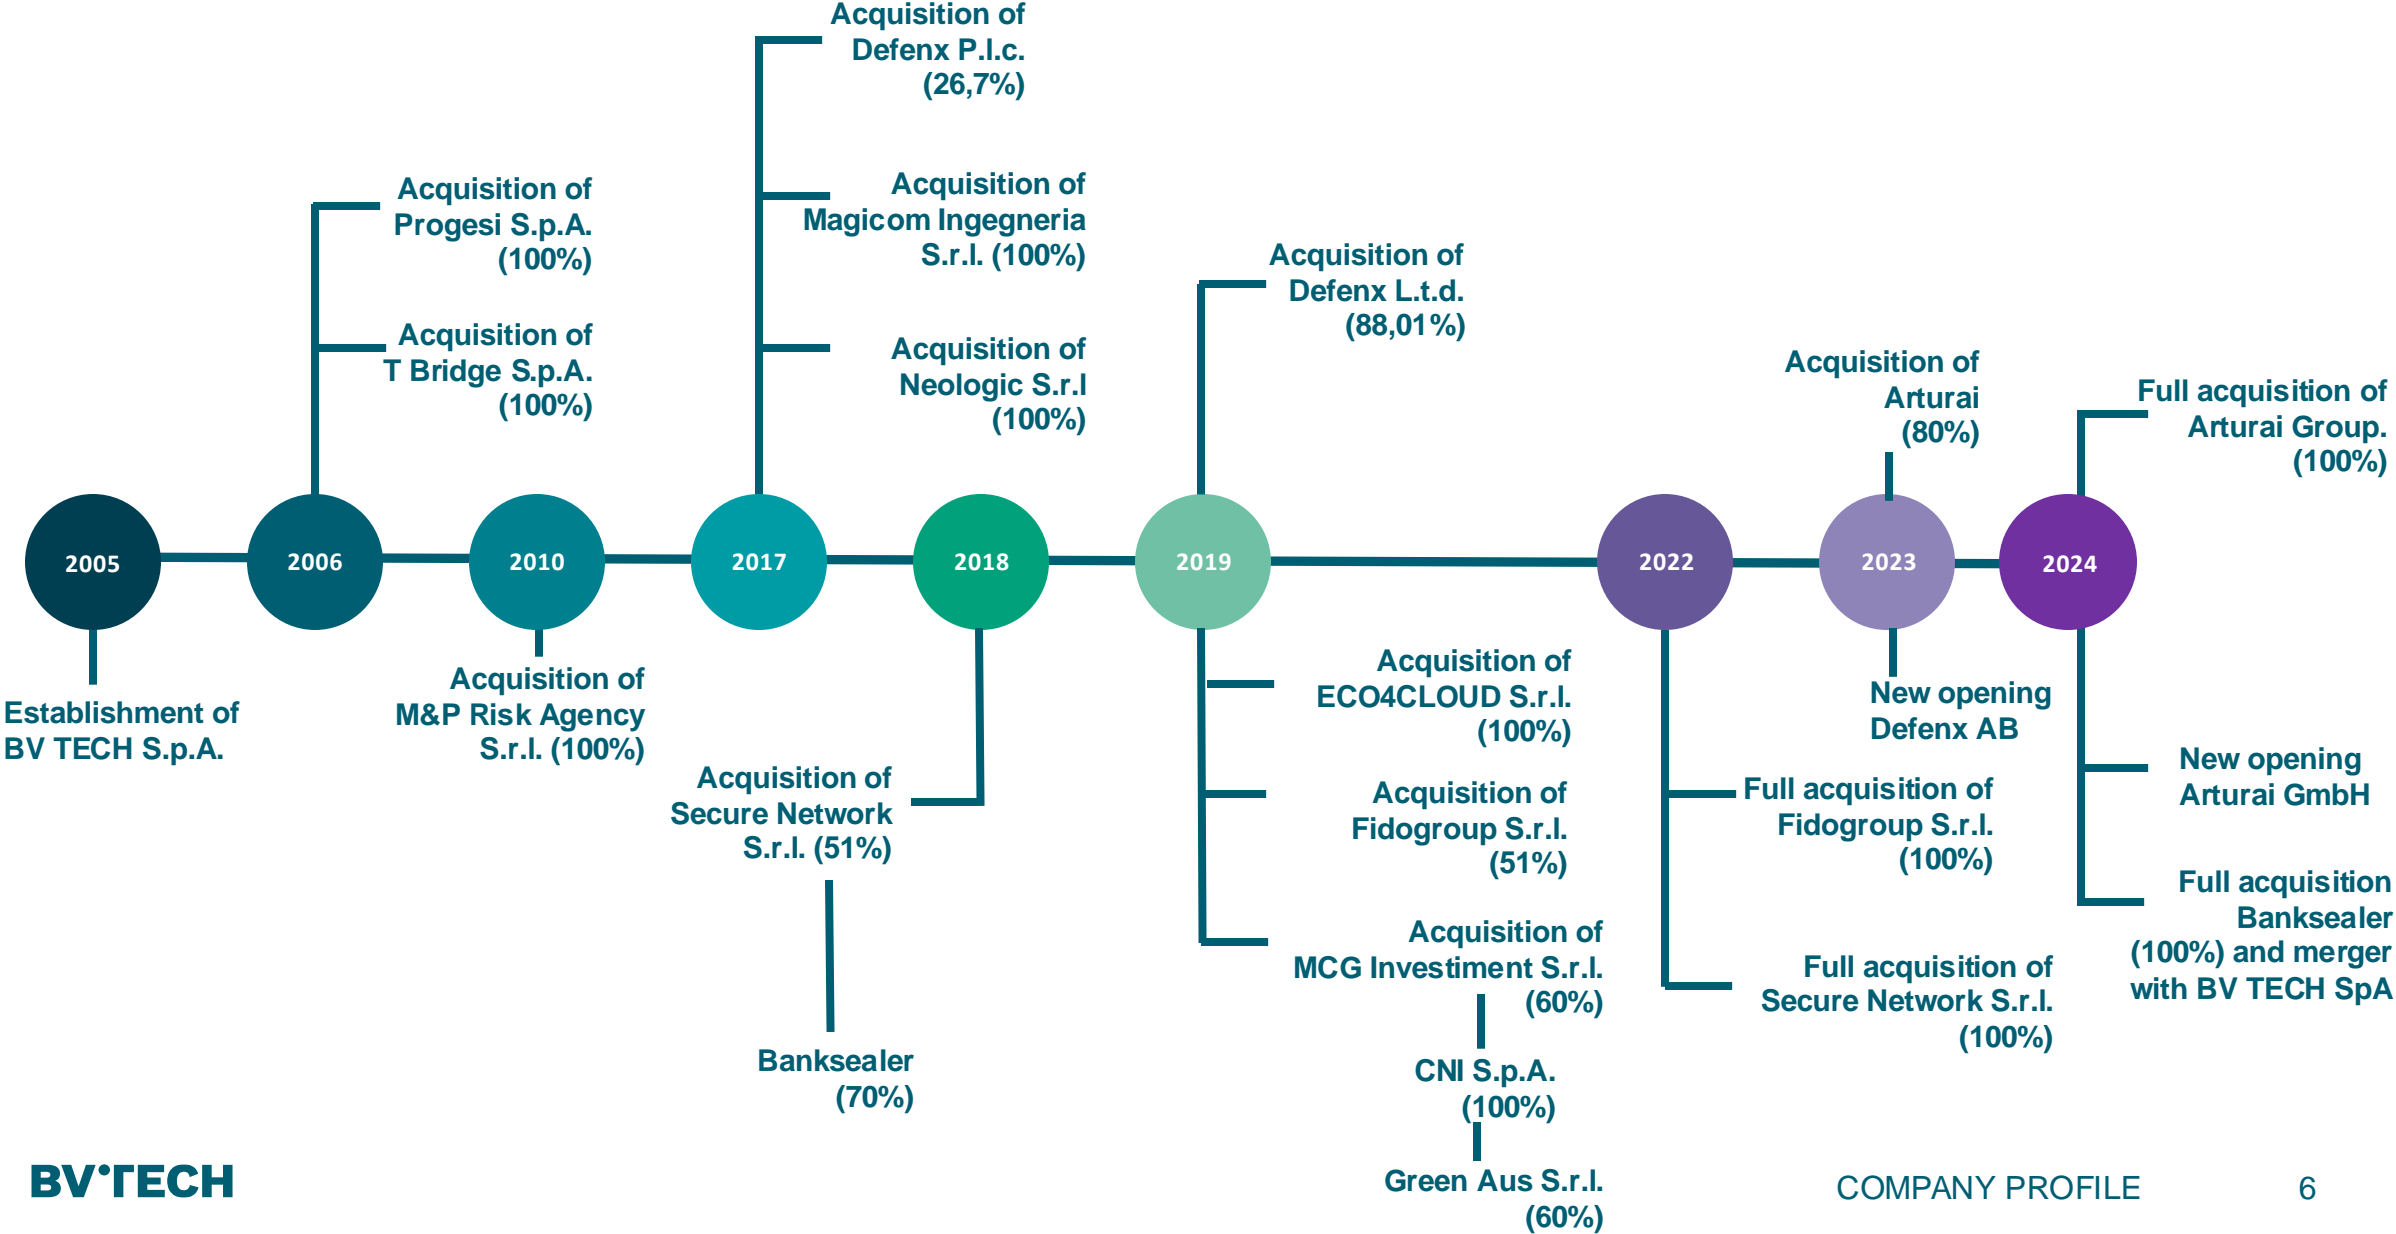 Acquisition of
Defenx P.l.c.
(26,7%)
Acquisition of
Progesi S.p.A.
(100%)
Acquisition of
Magicom Ingegneria
S.r.l. (100%)
Acquisition of
Defenx L.t.d.
(88,01%)
Acquisition of
T Bridge S.p.A.
(100%)
Acquisition of
Neologic S.r.l
(100%)
Acquisition of
Arturai
(80%)
Full acquisition of
Arturai Group.
(100%)
2005
2006
2010
2017
2018
2019
2022
2023
2024
Establishment of
BV TECH S.p.A.
Acquisition of
M&P Risk Agency
S.r.l. (100%)
Acquisition of
Secure Network
S.r.l. (51%)
Banksealer
(70%)
Acquisition of
ECO4CLOUD S.r.l.
(100%)
Acquisition of
Fidogroup S.r.l.
(51%)
Acquisition of
MCG Investiment S.r.l.
(60%)
CNI S.p.A.
(100%)
Green Aus S.r.l.
(60%)
Full acquisition of
Fidogroup S.r.l.
(100%)
Full acquisition of
Secure Network S.r.l.
(100%)
New opening
Defenx AB
New opening
Arturai GmbH
Full acquisition
Banksealer
(100%) and merger
with BV TECH SpA
BV TECH
COMPANY PROFILE
6